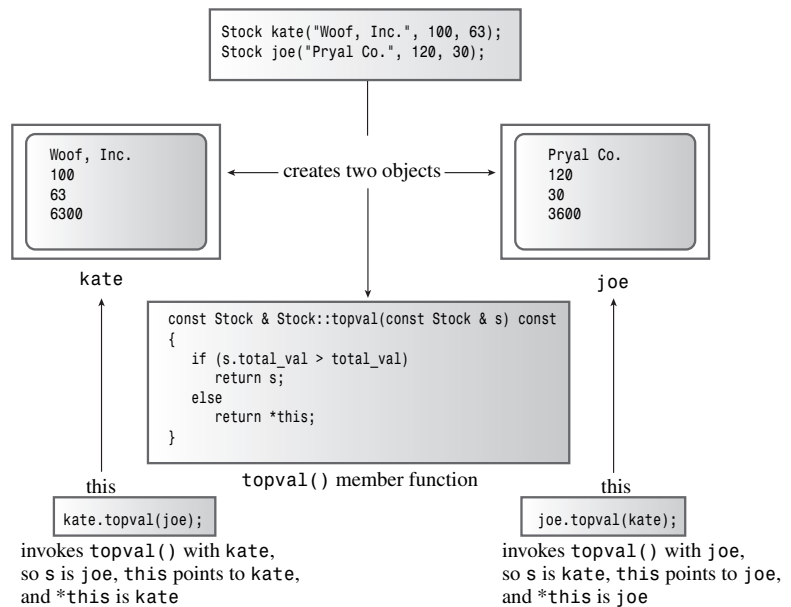 Stock kate("Woof, Inc.", 100, 63);
Stock joe("Pryal Co.", 120, 30);
Woof, Inc.
100
63
6300
kate
creates two objects
Pryal Co.
120
30
3600
joe
const Stock & Stock::topval(const Stock & s) const
{
if (s.total_val > total_val)
return s;
else
return *this;
}
topval() member function
this
kate.topval(joe);
invokes topval() with kate,
so s is joe, this points to kate,
and *this is kate
this
joe.topval(kate);
invokes topval() with joe,
so s is kate, this points to joe,
and *this is joe